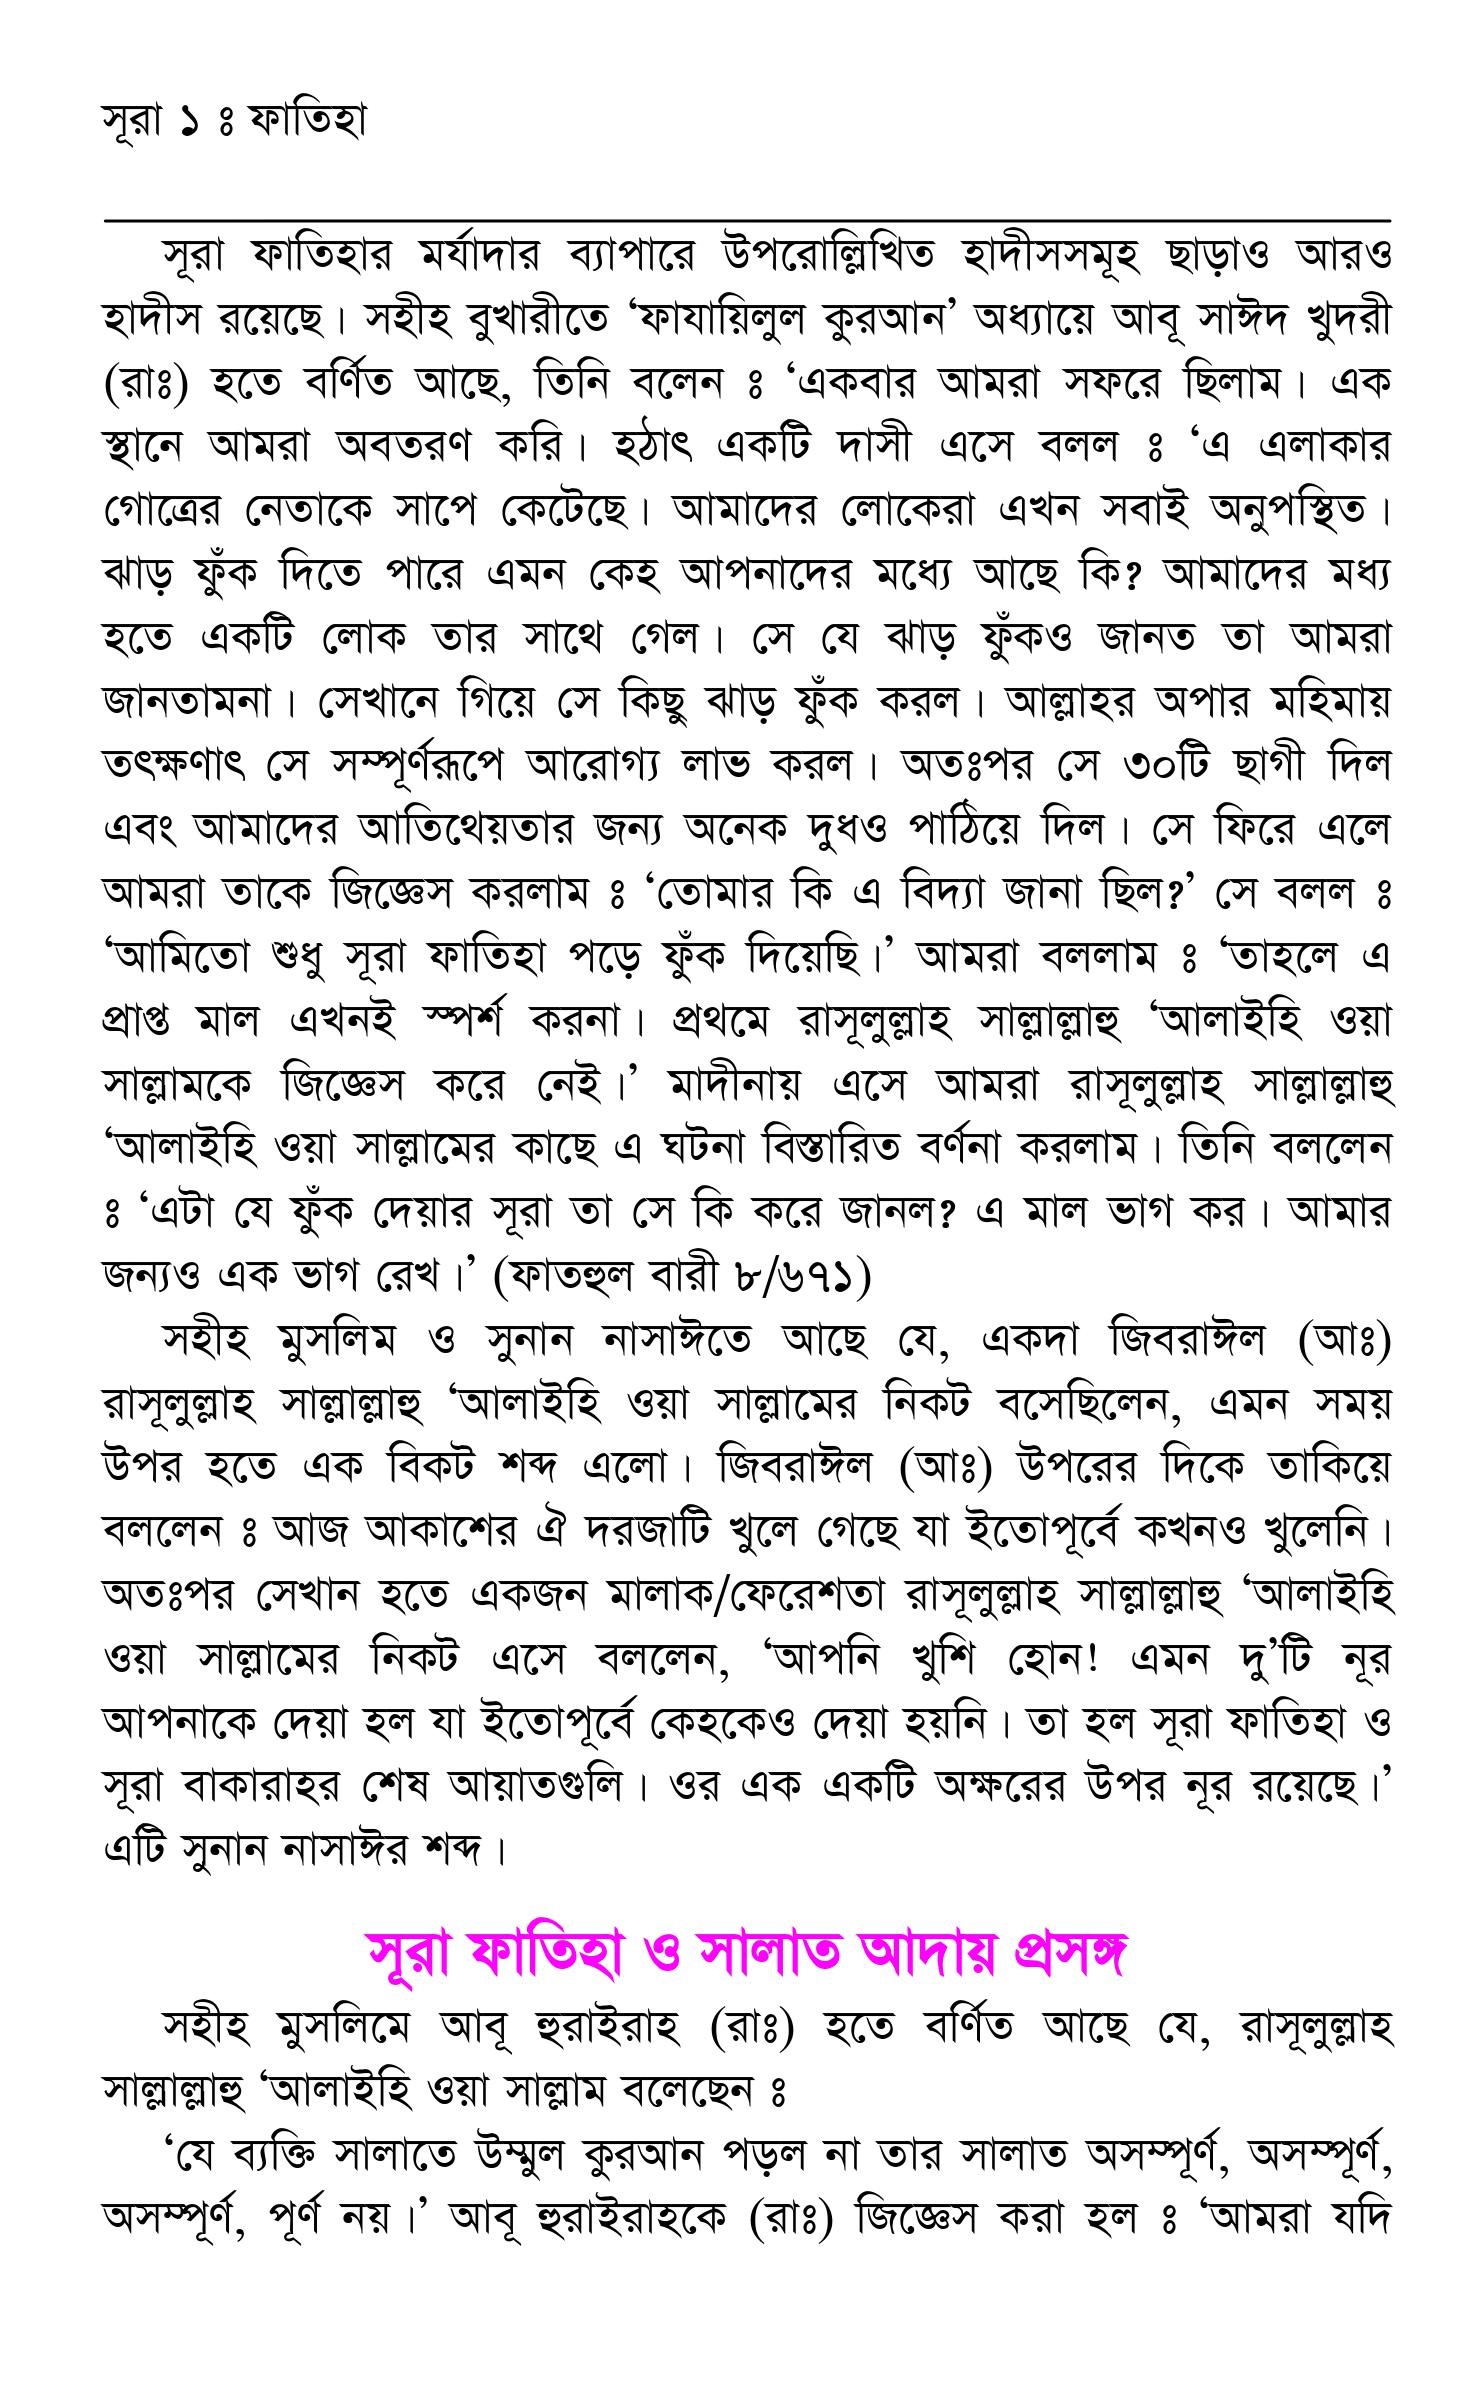 সূরা ১ ঃ ফাতিহা
সূরা ফাতিহার মর্যাদার ব্যাপারে উপরোল্লিখিত হাদীসসমূহ ছাড়াও আরও
হাদীস রয়েছে। সহীহ বুখারীতে ‘ফাযায়িলুল কুরআন’ অধ্যায়ে আবূ সাঈদ খুদরী
(রাঃ) হতে বর্ণিত আছে, তিনি বলেন ঃ ‘একবার আমরা সফরে ছিলাম। এক
স্থানে আমরা অবতরণ করি। হঠাৎ একটি দাসী এসে বলল ঃ ‘এ এলাকার
গোত্রের নেতাকে সাপে কেটেছে। আমাদের লোকেরা এখন সবাই অনুপস্থিত।
ঝাড় ফুঁক দিতে পারে এমন কেহ আপনাদের মধ্যে আছে কি? আমাদের মধ্য
হতে একটি লোক তার সাথে গেল। সে যে ঝাড় ফুঁকও জানত তা আমরা
জানতামনা। সেখানে গিয়ে সে কিছু ঝাড় ফুঁক করল। আল্লাহর অপার মহিমায়
তৎক্ষণাৎ সে সম্পূর্ণরূপে আরোগ্য লাভ করল। অতঃপর সে ৩০টি ছাগী দিল
এবং আমাদের আতিথেয়তার জন্য অনেক দুধও পাঠিয়ে দিল। সে ফিরে এলে
আমরা তাকে জিজ্ঞেস করলাম ঃ ‘তোমার কি এ বিদ্যা জানা ছিল?’ সে বলল ঃ
‘আমিতো শুধু সূরা ফাতিহা পড়ে ফুঁক দিয়েছি।’ আমরা বললাম ঃ ‘তাহলে এ
প্রাপ্ত মাল এখনই স্পর্শ করনা। প্রথমে রাসূলুল্লাহ সাল্লাল্লাহু ‘আলাইহি ওয়া
সাল্লামকে জিজ্ঞেস করে নেই।’ মাদীনায় এসে আমরা রাসূলুল্লাহ সাল্লাল্লাহু
‘আলাইহি ওয়া সাল্লামের কাছে এ ঘটনা বিস্তারিত বর্ণনা করলাম। তিনি বললেন
ঃ ‘এটা যে ফুঁক দেয়ার সূরা তা সে কি করে জানল? এ মাল ভাগ কর। আমার
জন্যও এক ভাগ রেখ।’ (ফাতহুল বারী ৮/৬৭১)
সহীহ মুসলিম ও সুনান নাসাঈতে আছে যে, একদা জিবরাঈল (আঃ)
রাসূলুল্লাহ সাল্লাল্লাহু ‘আলাইহি ওয়া সাল্লামের নিকট বসেছিলেন, এমন সময়
উপর হতে এক বিকট শব্দ এলো। জিবরাঈল (আঃ) উপরের দিকে তাকিয়ে
বললেন ঃ আজ আকাশের ঐ দরজাটি খুলে গেছে যা ইতোপূর্বে কখনও খুলেনি।
অতঃপর সেখান হতে একজন মালাক/ফেরেশতা রাসূলুল্লাহ সাল্লাল্লাহু ‘আলাইহি
ওয়া সাল্লামের নিকট এসে বললেন, ‘আপনি খুশি হোন! এমন দু’টি নূর
আপনাকে দেয়া হল যা ইতোপূর্বে কেহকেও দেয়া হয়নি। তা হল সূরা ফাতিহা ও
সূরা বাকারাহর শেষ আয়াতগুলি। ওর এক একটি অক্ষরের উপর নূর রয়েছে।’
এটি সুনান নাসাঈর শব্দ।
সূরা ফাতিহা ও সালাত আদায় প্রসঙ্গ
সহীহ মুসলিমে আবূ হুরাইরাহ (রাঃ) হতে বর্ণিত আছে যে, রাসূলুল্লাহ
সাল্লাল্লাহু ‘আলাইহি ওয়া সাল্লাম বলেছেন ঃ
‘যে ব্যক্তি সালাতে উম্মুল কুরআন পড়ল না তার সালাত অসম্পূর্ণ, অসম্পূর্ণ,
অসম্পূর্ণ, পূর্ণ নয়।’ আবূ হুরাইরাহকে (রাঃ) জিজ্ঞেস করা হল ঃ ‘আমরা যদি